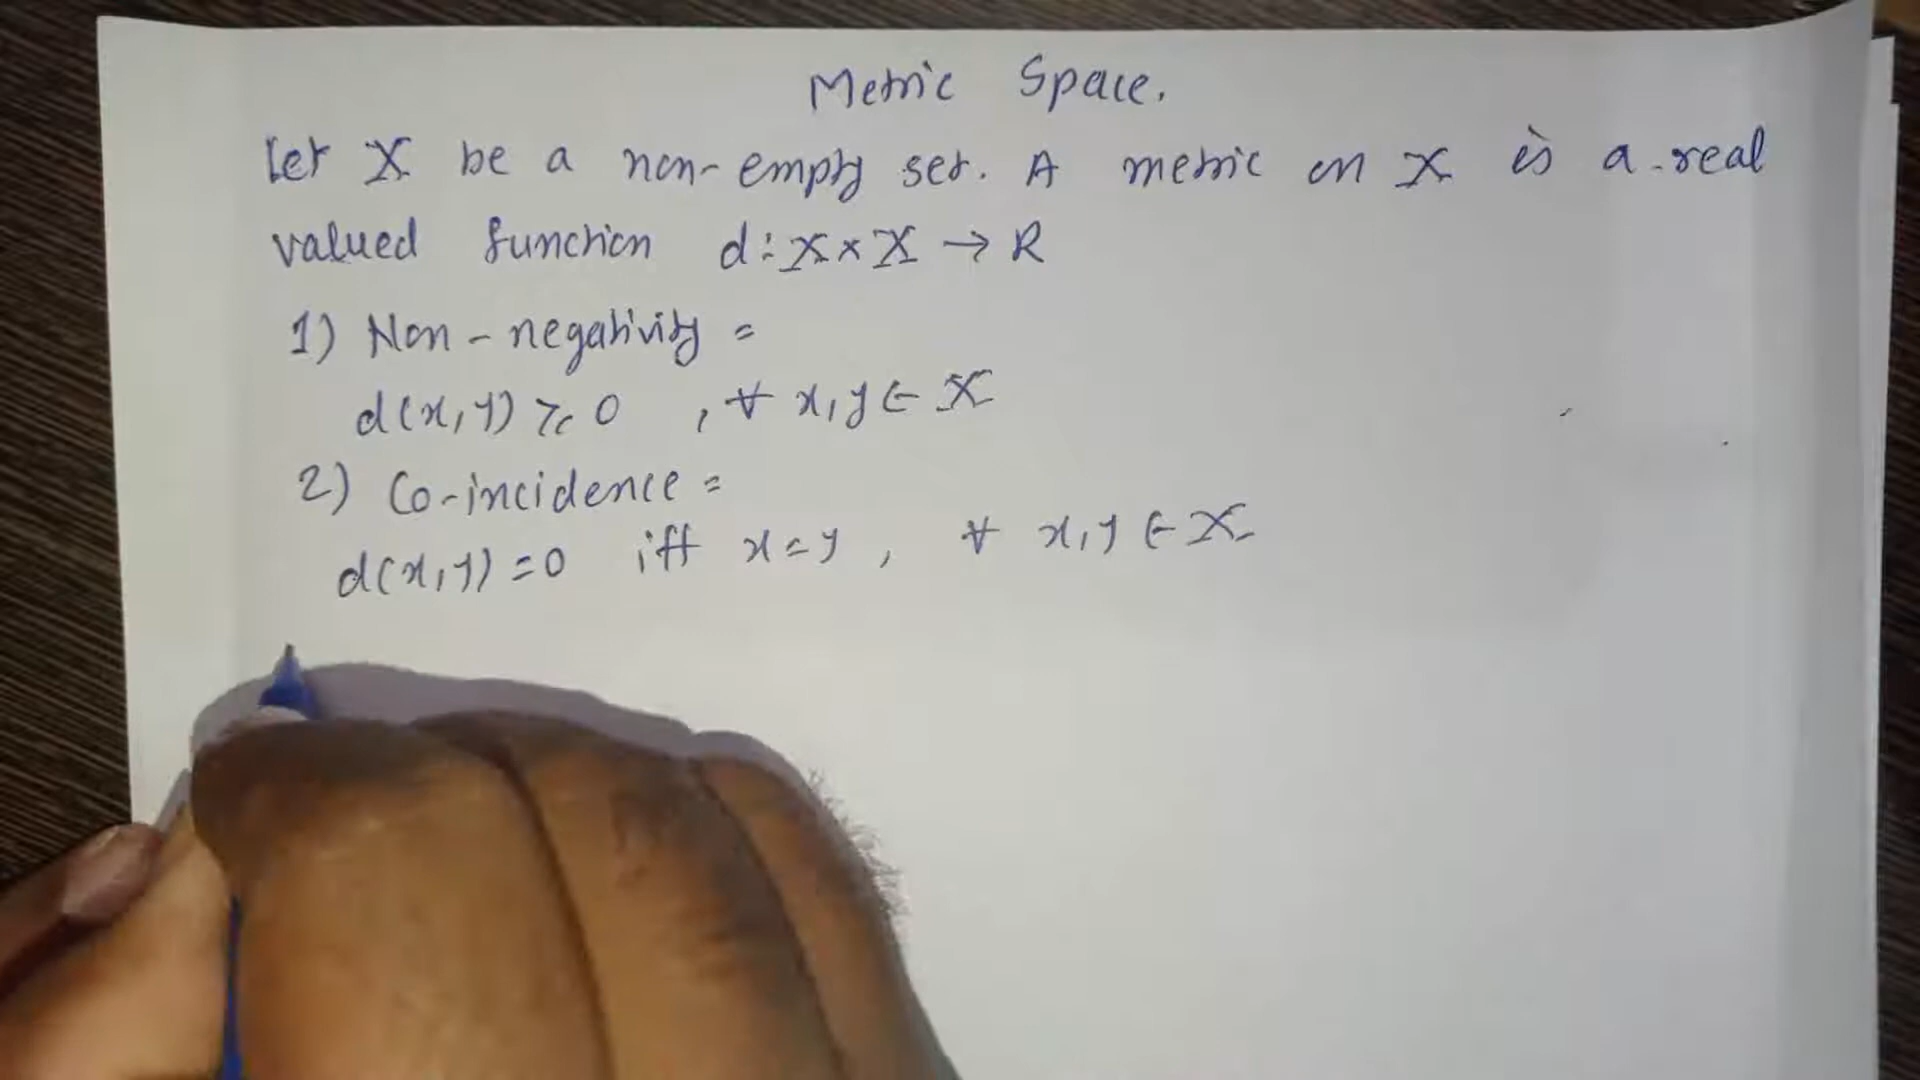 Metric Space.
Let X be a non-empty set. A metric on X is a real
valued function d: X × X → R
1) Non-negativity =
d(x,y) ≥ 0 , ∀ x,y ∈ X
2) Co-incidence =
d(x,y) = 0 iff x = y , ∀ x,y ∈ X